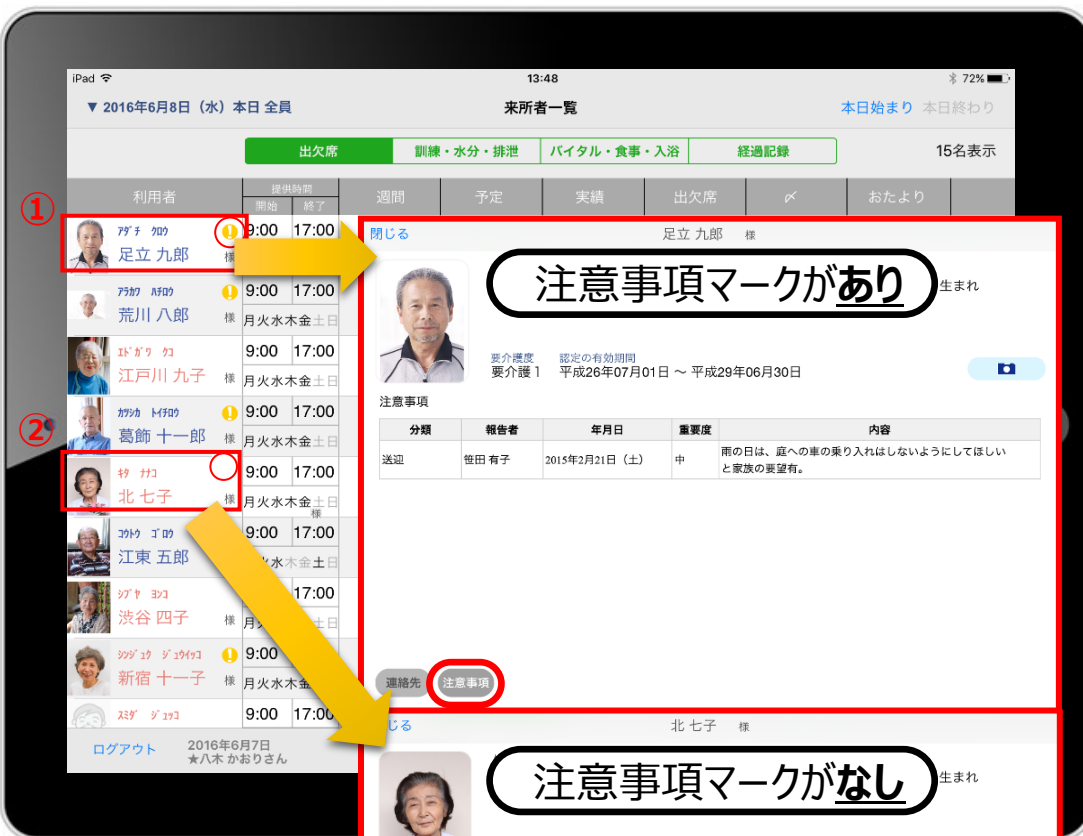 iPad 13:48 72%
▼ 2016年6月8日（水）本日 全員 来所者一覧 本日始まり 本日終わり
出欠席 訓練・水分・排泄 バイタル・食事・入浴 経過記録 15名表示
利用者 提供時間 週間 予定 実績 出欠席 〆 おたより
開始 終了
①
ｱﾀﾞﾁ ｸﾛｳ 9:00 17:00
足立 九郎 様
ｱﾗｶﾜ ﾊﾁﾛｳ 9:00 17:00
荒川 八郎 様 月火水木金土日
ｴﾄﾞｶﾞﾜ ｸｺ 9:00 17:00
江戸川 九子 様 月火水木金土日
②
ｶﾂｼｶ ﾄｲﾁﾛｳ 9:00 17:00
葛飾 十一郎 様 月火水木金土日
ｷﾀ ﾅﾅｺ 9:00 17:00
北 七子 様 月火水木金土日
様
ｺｳﾄｳ ｺﾞﾛｳ 9:00 17:00
江東 五郎 水木金土日
ｼﾌﾞﾔ ﾖﾝｺ 17:00
渋谷 四子 様 月 土日
ｼﾝｼﾞｭｸ ｼﾞｭｳｲｯｺ 9:00
新宿 十一子 様 月火水木金
ｽﾐﾀﾞ ｼﾞｭｯｺ 9:00 17:00
ログアウト 2016年6月7日
★八木 かおりさん
閉じる 足立 九郎 様
注意事項マークがあり 生まれ
要介護度 認定の有効期間
要介護１ 平成26年07月01日 ～ 平成29年06月30日
注意事項
分類 報告者 年月日 重要度 内容
送迎 笹田 有子 2015年2月21日（土） 中 雨の日は、庭への車の乗り入れはしないようにしてほしい
と家族の要望有。
連絡先 注意事項
じる 北 七子 様
注意事項マークがなし 生まれ